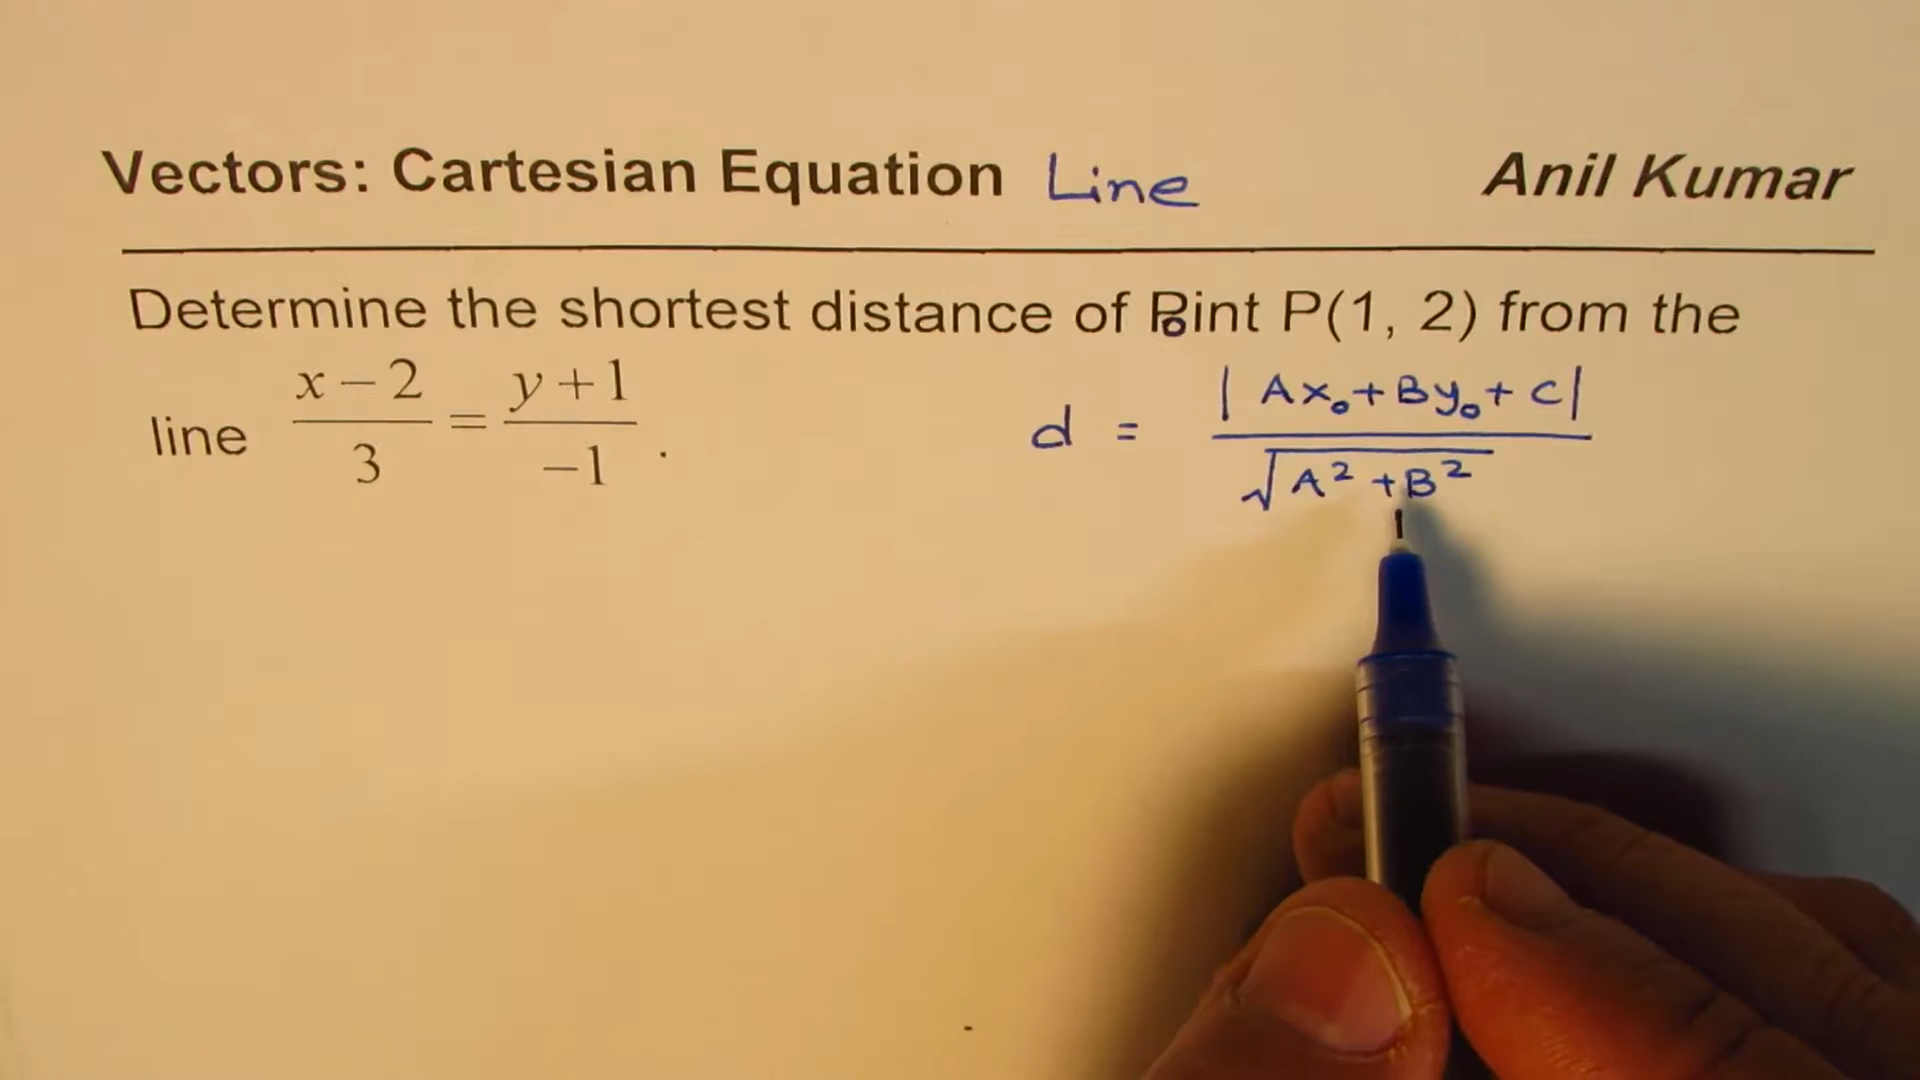 Vectors: Cartesian Equation Line Anil Kumar
Determine the shortest distance of Point P(1, 2) from the
line x − 2 / 3 = y + 1 / −1 .
d = | Ax₀ + By₀ + C | / √A² + B²